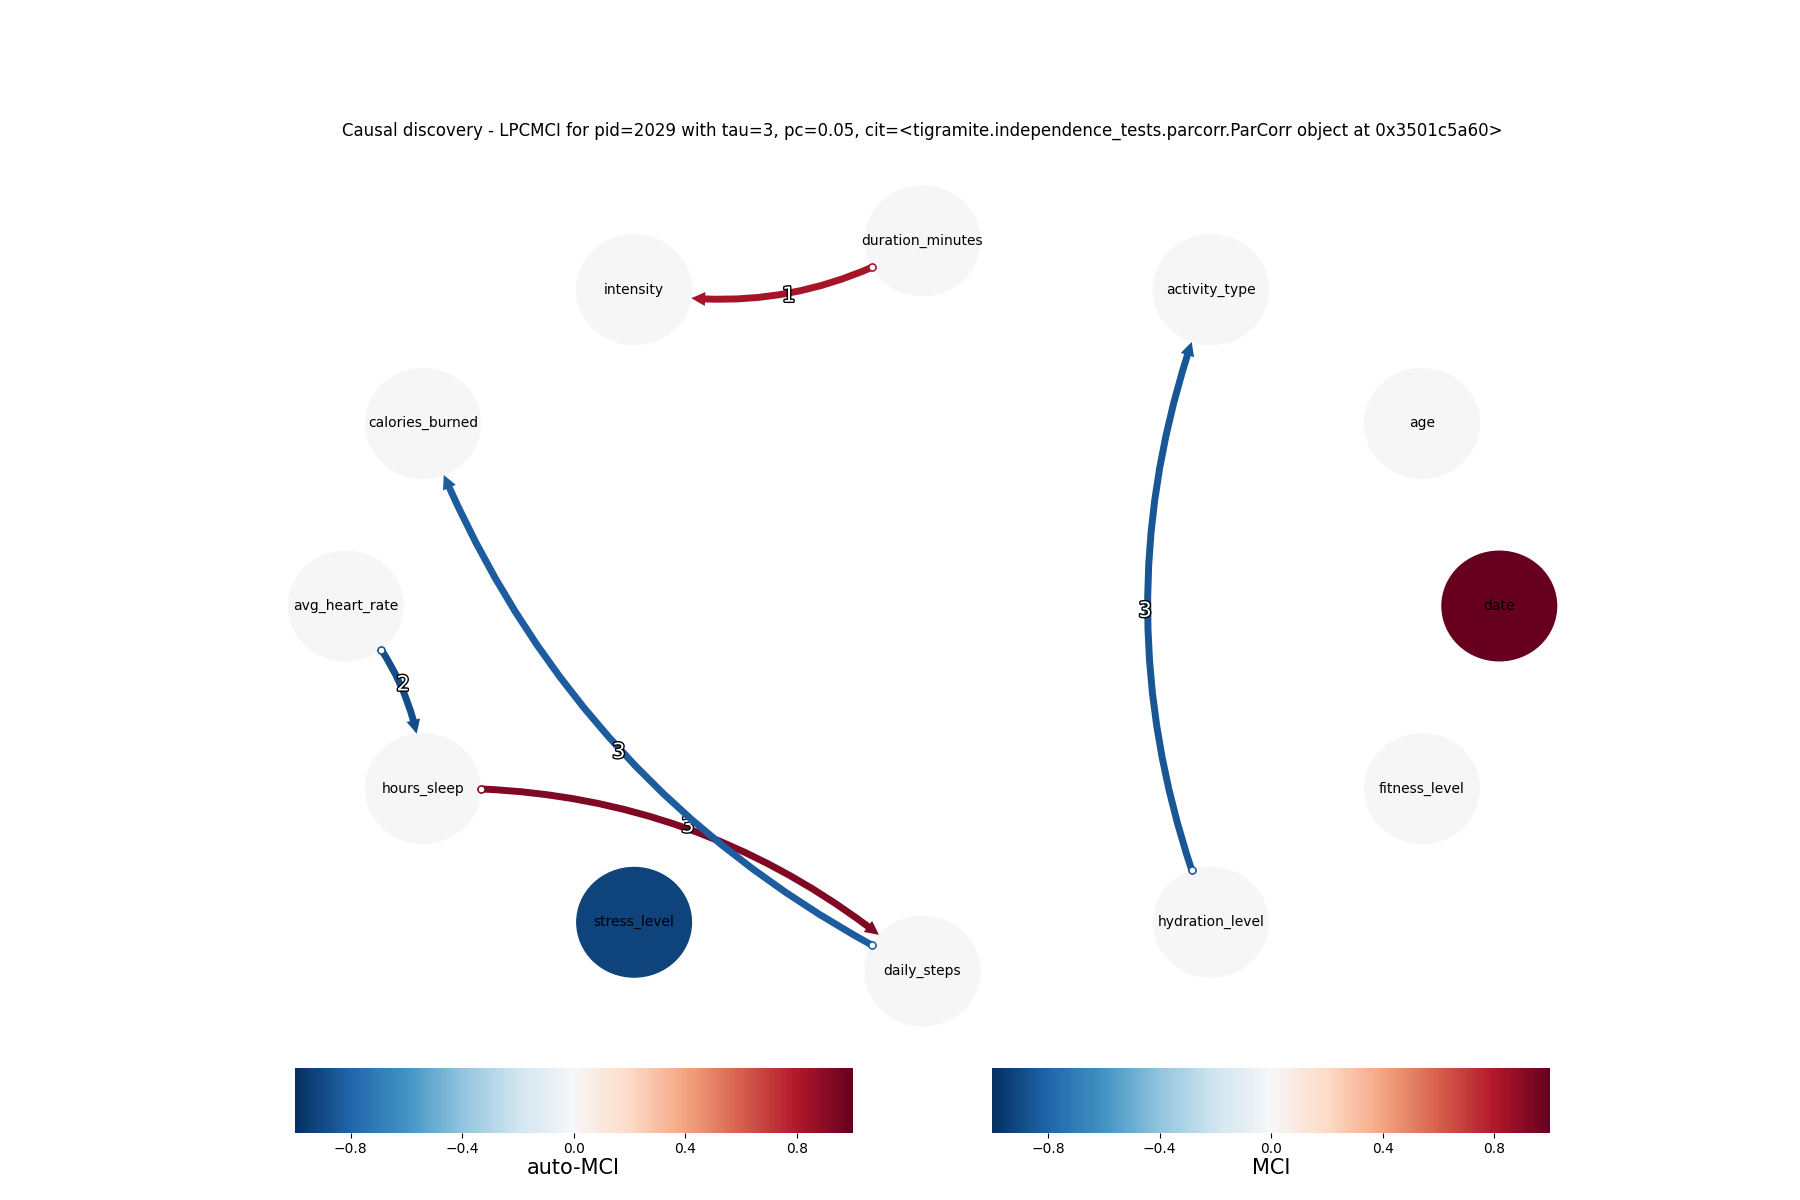 Causal discovery - LPCMCI for pid=2029 with tau=3, pc=0.05, cit=<tigramite.independence_tests.parcorr.ParCorr object at 0x3501c5a60>
duration_minutes
intensity
activity_type
1
calories_burned
age
avg_heart_rate
date
3
2
3
hours_sleep
fitness_level
stress_level
hydration_level
daily_steps
−0.8 −0.4 0.0 0.4 0.8
auto-MCI
−0.8 −0.4 0.0 0.4 0.8
MCI